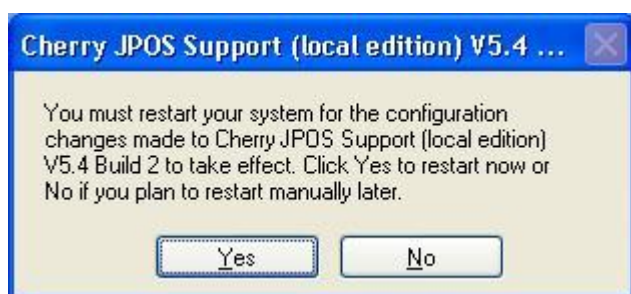 Cherry JPOS Support (local edition) V5.4 ...
You must restart your system for the configuration
changes made to Cherry JPOS Support (local edition)
V5.4 Build 2 to take effect. Click Yes to restart now or
No if you plan to restart manually later.
Yes No